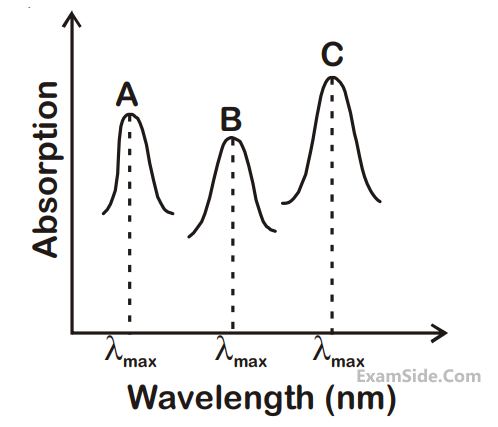 A
B
C
Absorption
λmax λmax λmax
ExamSide.Com
Wavelength (nm)